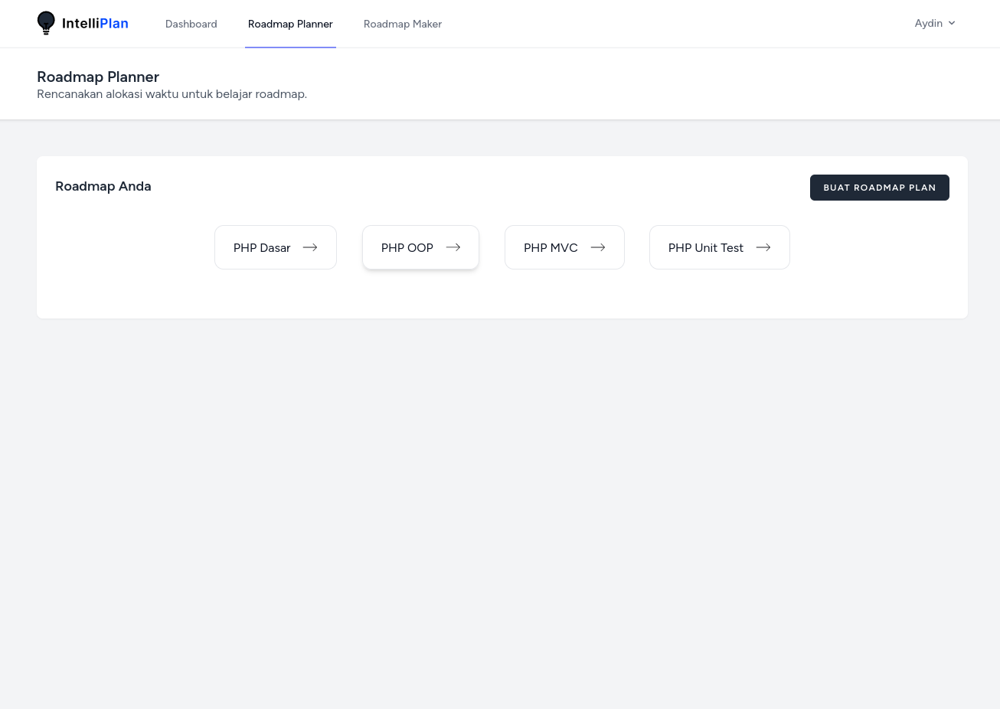 IntelliPlan Dashboard Roadmap Planner Roadmap Maker Aydin
Roadmap Planner
Rencanakan alokasi waktu untuk belajar roadmap.
Roadmap Anda BUAT ROADMAP PLAN
PHP Dasar PHP OOP PHP MVC PHP Unit Test